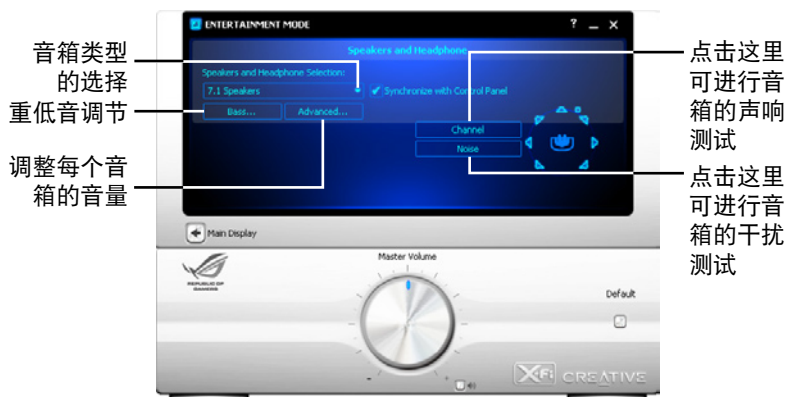 ENTERTAINMENT MODE
? _ X
Speakers and Headphone
音箱类型
的选择
重低音调节
调整每个音
箱的音量
Speakers and Headphone Selection:
7.1 Speakers
Synchronize with Control Panel
Bass...
Advanced...
Channel
Noise
点击这里
可进行音
箱的声响
测试
点击这里
可进行音
箱的干扰
测试
Main Display
REPUBLIC OF
GAMERS
Master Volume
Default
X-Fi CREATIVE